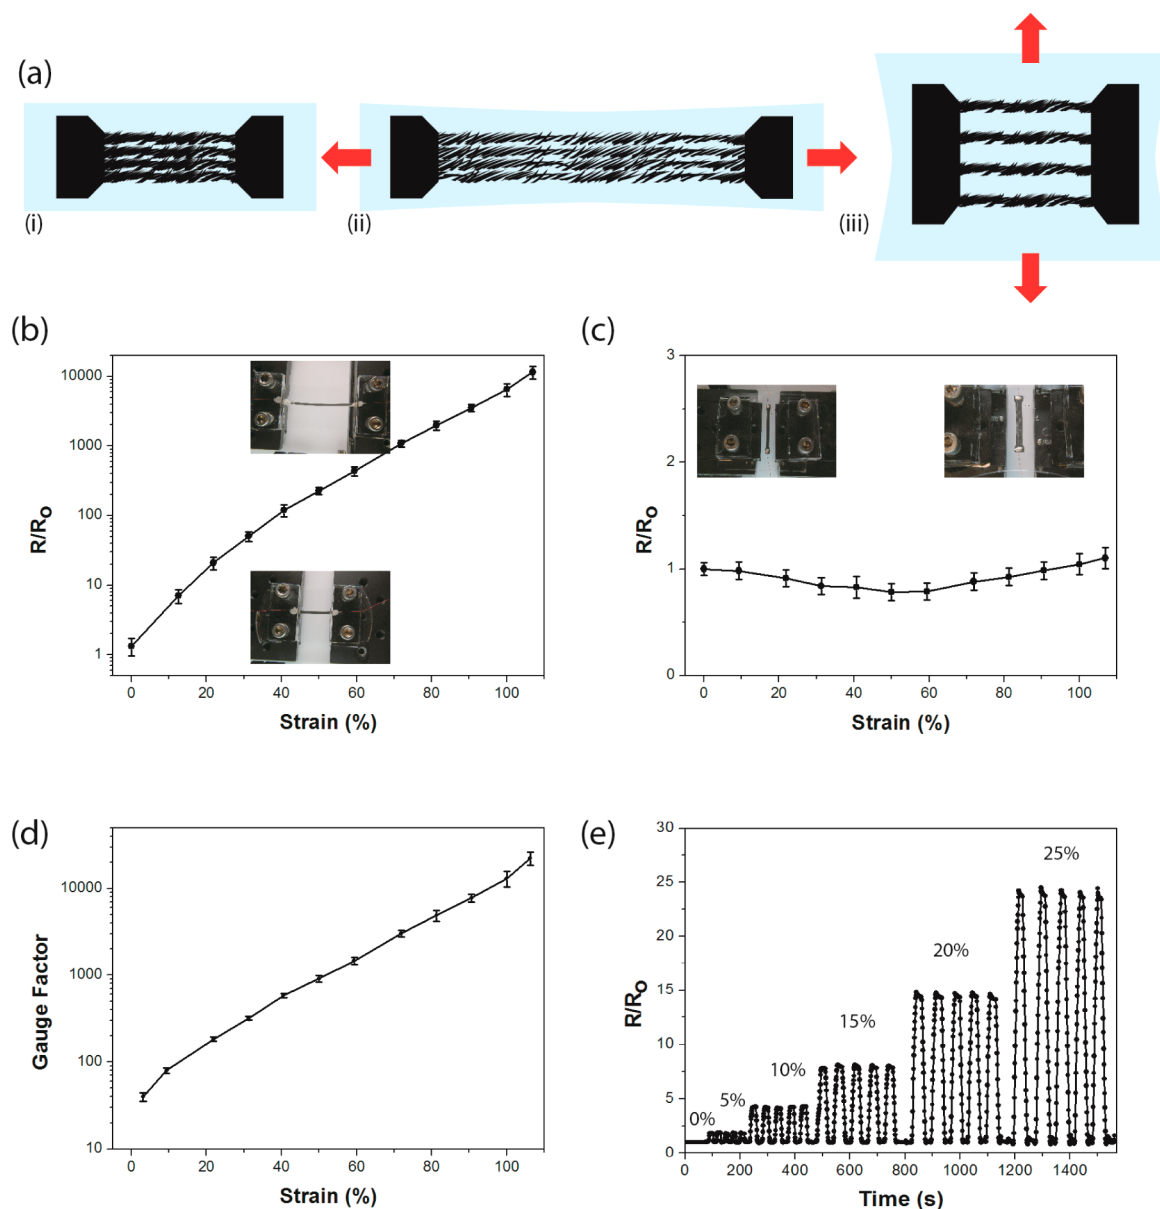 (a)
(i)
(ii)
(iii)
(b)
10000
1000
100
10
1
R/Ro
0 20 40 60 80 100
Strain (%)
(c)
3
2
1
0
R/Ro
0 20 40 60 80 100
Strain (%)
(d)
10000
1000
100
10
Gauge Factor
0 20 40 60 80 100
Strain (%)
(e)
30
25
20
15
10
5
0
R/Ro
0% 5% 10% 15% 20% 25%
0 200 400 600 800 1000 1200 1400
Time (s)